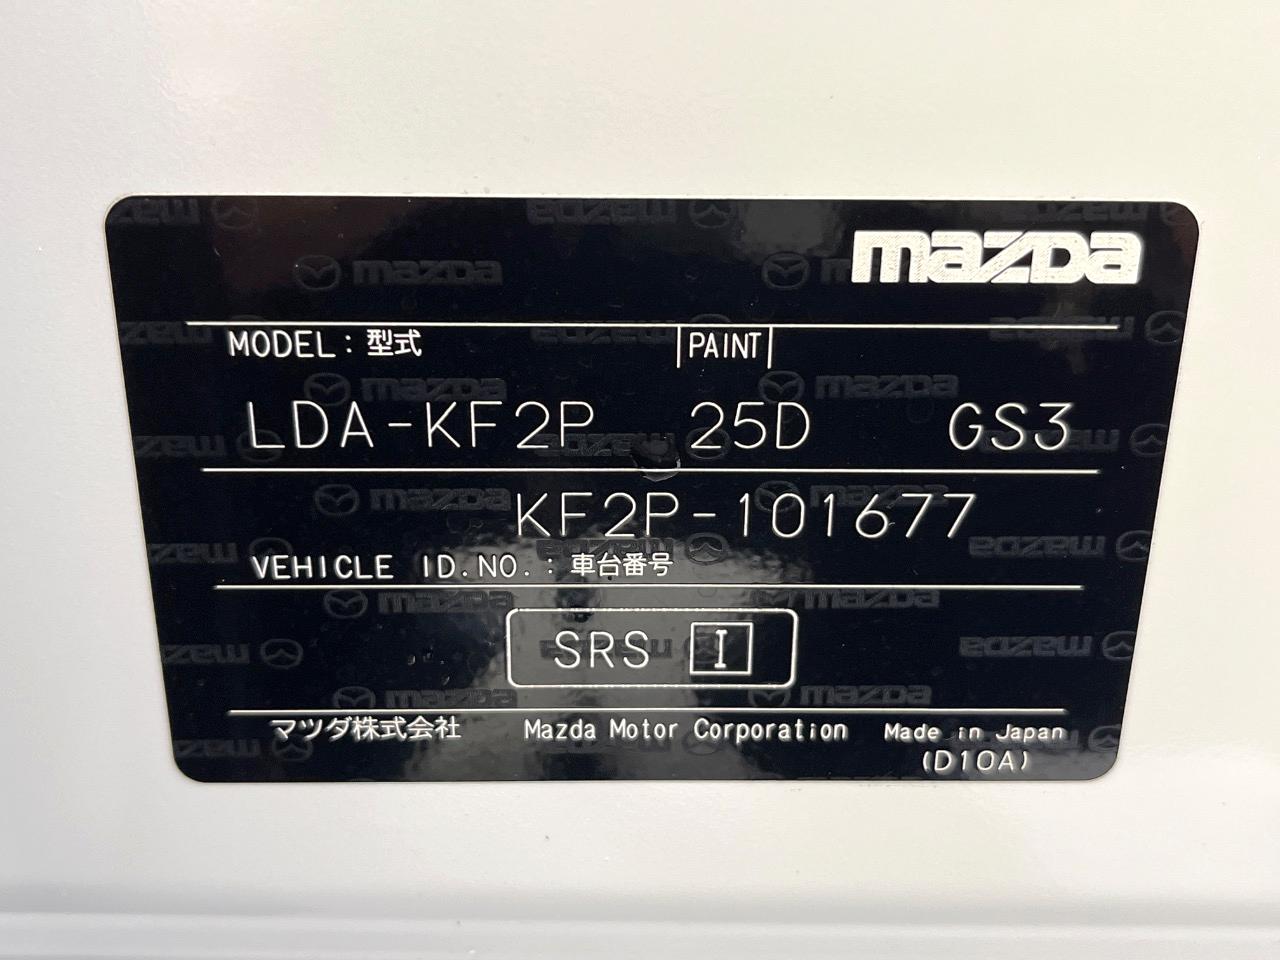 mazda
MODEL : 型式 PAINT
LDA-KF2P 25D GS3
KF2P-101677
VEHICLE ID.NO. : 車台番号
SRS I
マツダ株式会社 Mazda Motor Corporation Made in Japan
(D10A)